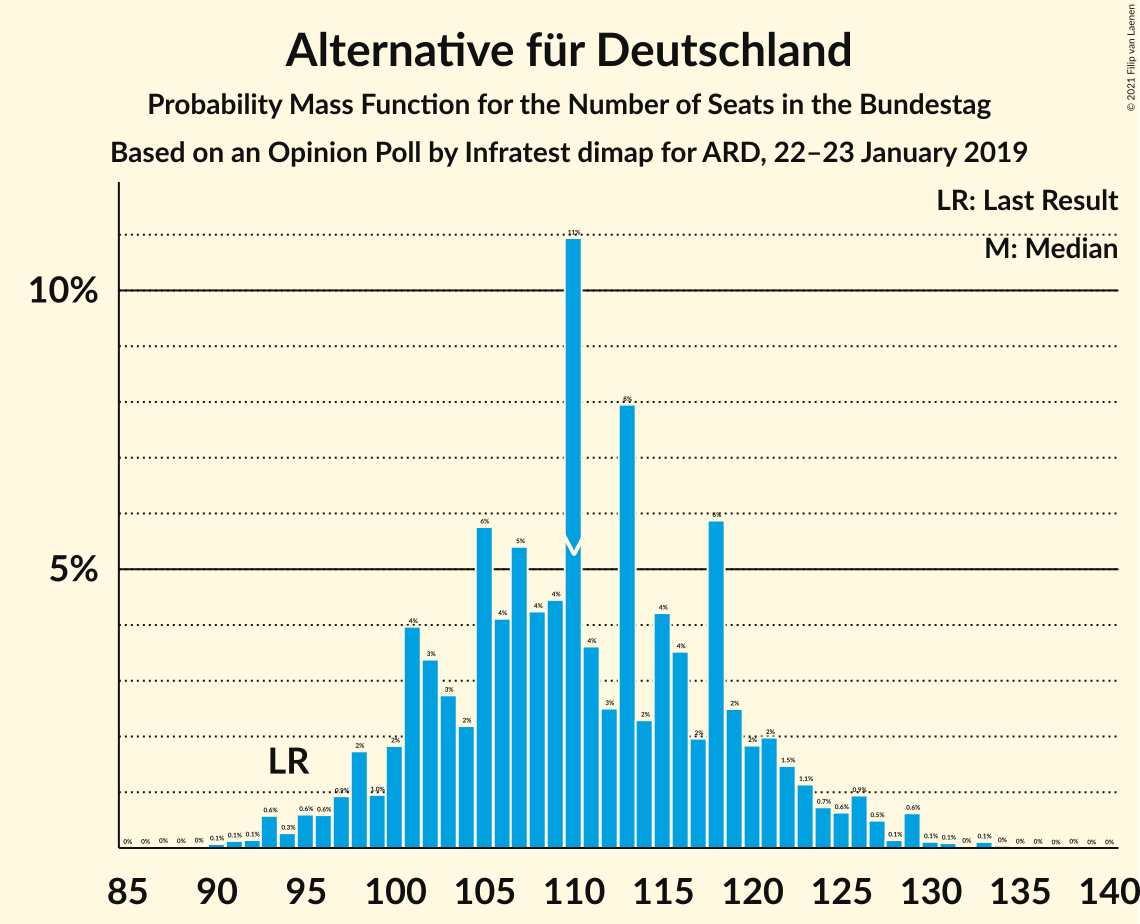 Alternative für Deutschland
Probability Mass Function for the Number of Seats in the Bundestag
Based on an Opinion Poll by Infratest dimap for ARD, 22–23 January 2019
© 2021 Filip van Laenen
LR: Last Result
M: Median
10%
5%
LR
0% 0% 0% 0% 0% 0.1% 0.1% 0.1% 0.6% 0.3% 0.6% 0.6% 0.9% 2% 1.0% 2% 4% 3% 3% 2% 6% 4% 5% 4% 4% 11% 4% 3% 8% 2% 4% 4% 2% 6% 2% 2% 2% 1.5% 1.1% 0.7% 0.6% 0.9% 0.5% 0.1% 0.6% 0.1% 0.1% 0% 0.1% 0% 0% 0% 0% 0% 0% 0%
85 90 95 100 105 110 115 120 125 130 135 140